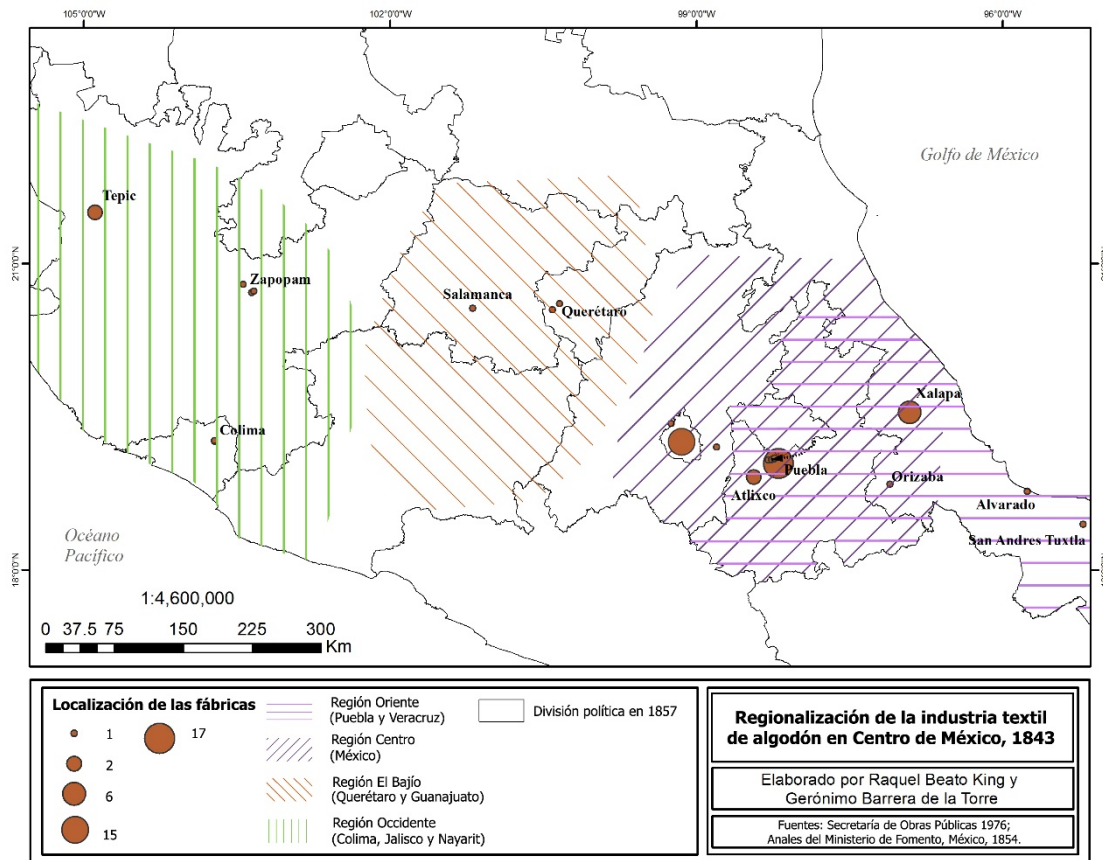 105°0'0"W
102°0'0"W
99°0'0"W
96°0'0"W
Golfo de México
Tepic
21°0'0"N
Zapopam
Salamanca
Querétaro
Xalapa
Colima
Puebla
Orizaba
Atlixco
Alvarado
Océano
Pacífico
San Andres Tuxtla
18°0'0"N
1:4,600,000
0 37.5 75 150 225 300
Km
Localización de las fábricas
1
2
6
15
17
Región Oriente
(Puebla y Veracruz)
Región Centro
(México)
Región El Bajío
(Querétaro y Guanajuato)
Región Occidente
(Colima, Jalisco y Nayarit)
División política en 1857
Regionalización de la industria textil
de algodón en Centro de México, 1843
Elaborado por Raquel Beato King y
Gerónimo Barrera de la Torre
Fuentes: Secretaría de Obras Públicas 1976;
Anales del Ministerio de Fomento, México, 1854.